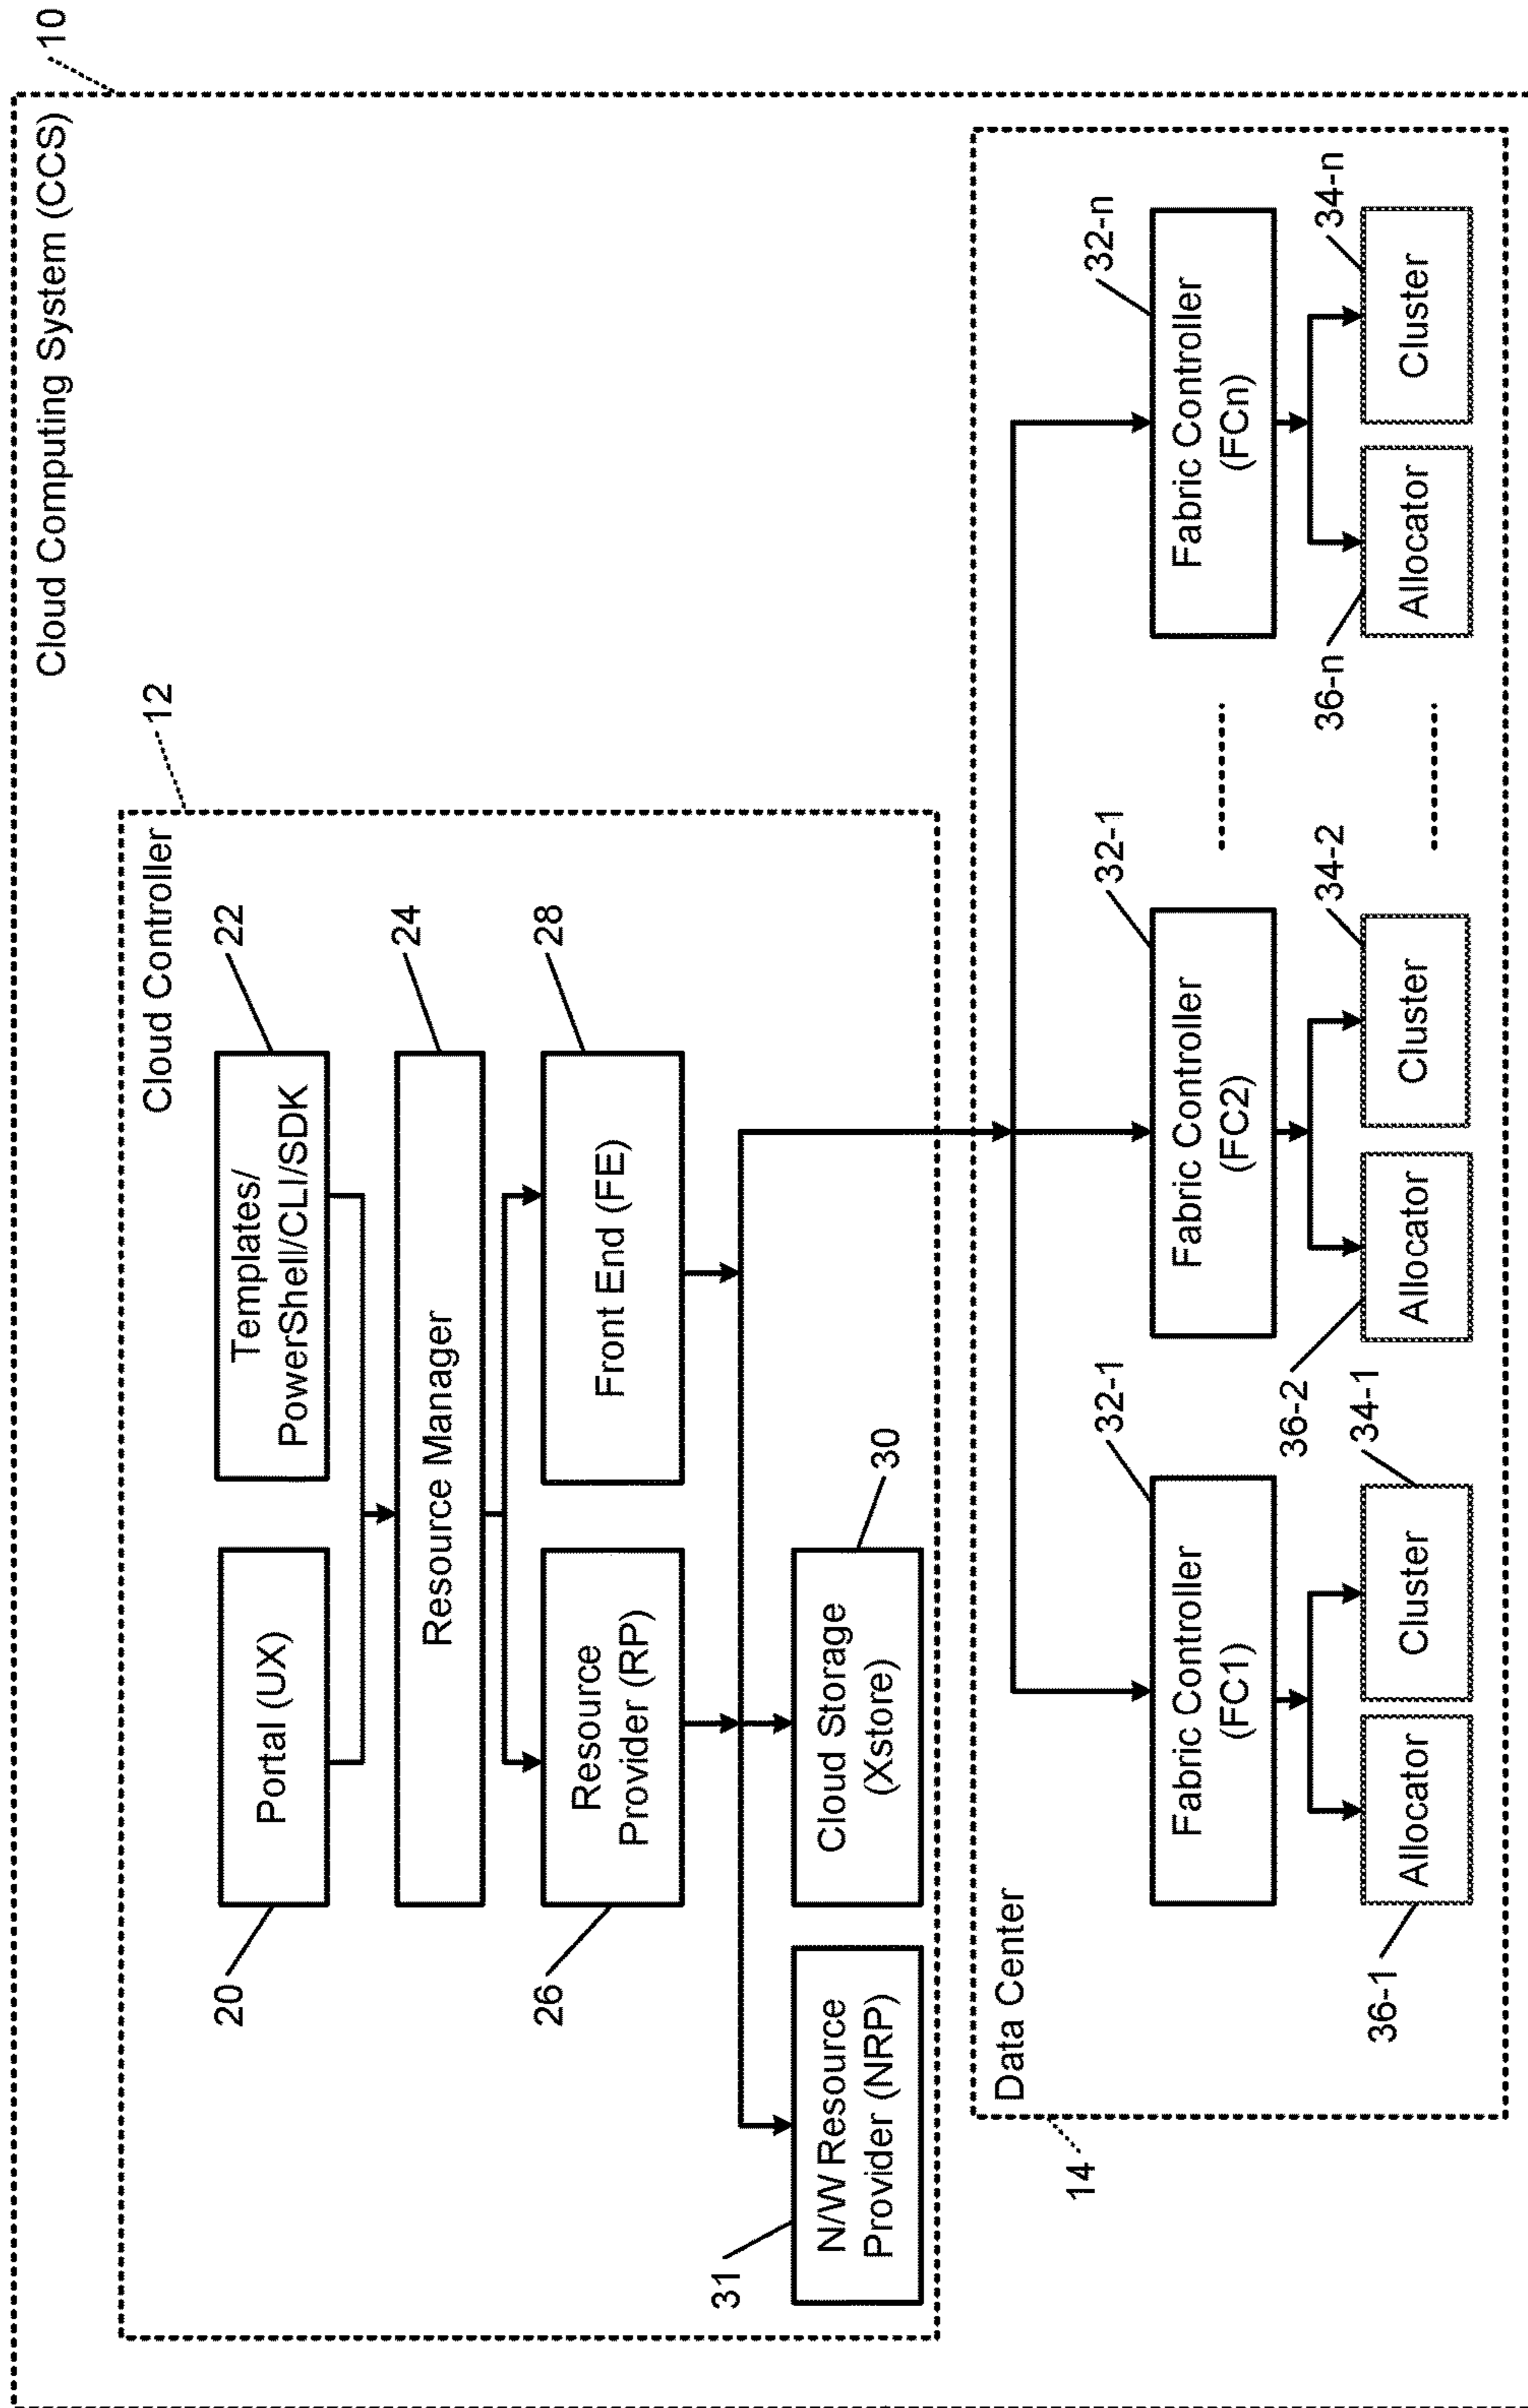 10
Cloud Computing System (CCS)
12
Cloud Controller
20
Portal (UX)
Templates/
PowerShell/CLI/SDK
22
Resource Manager
24
26
Resource
Provider (RP)
Front End (FE)
28
31
N/W Resource
Provider (NRP)
Cloud Storage
(Xstore)
30
14
Data Center
Fabric Controller
(FC1)
32-1
Fabric Controller
(FC2)
32-1
Fabric Controller
(FCn)
32-n
36-1
Allocator
Cluster
34-1
36-2
Allocator
Cluster
34-2
36-n
Allocator
Cluster
34-n